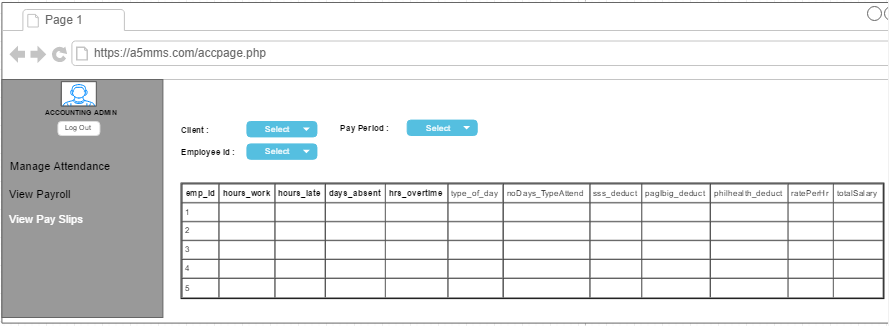 Page 1
https://a5mms.com/accpage.php
ACCOUNTING ADMIN
Log Out
Manage Attendance
View Payroll
View Pay Slips
Client : Select Pay Period : Select
Employee Id : Select
emp_id hours_work hours_late days_absent hrs_overtime type_of_day noDays_TypeAttend sss_deduct pagIbig_deduct philhealth_deduct ratePerHr totalSalary
1
2
3
4
5